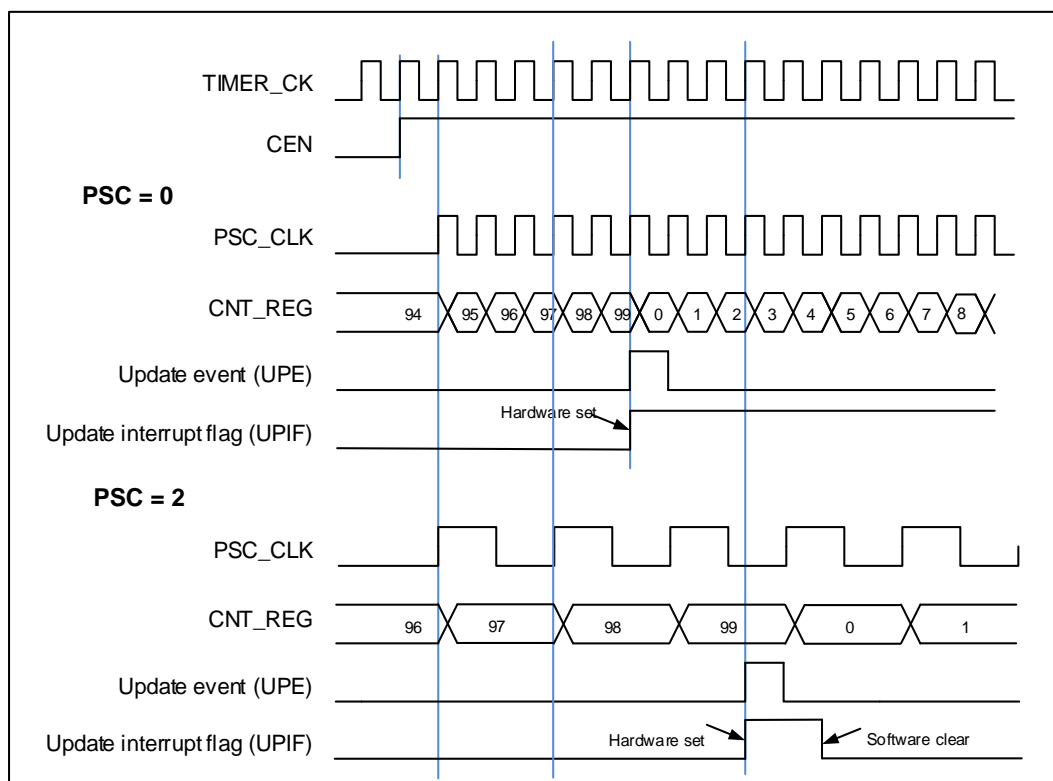 TIMER_CK
CEN
PSC = 0
PSC_CLK
CNT_REG 94 95 96 97 98 99 0 1 2 3 4 5 6 7 8
Update event (UPE)
Hardware set
Update interrupt flag (UPIF)
PSC = 2
PSC_CLK
CNT_REG 96 97 98 99 0 1
Update event (UPE)
Update interrupt flag (UPIF) Hardware set Software clear